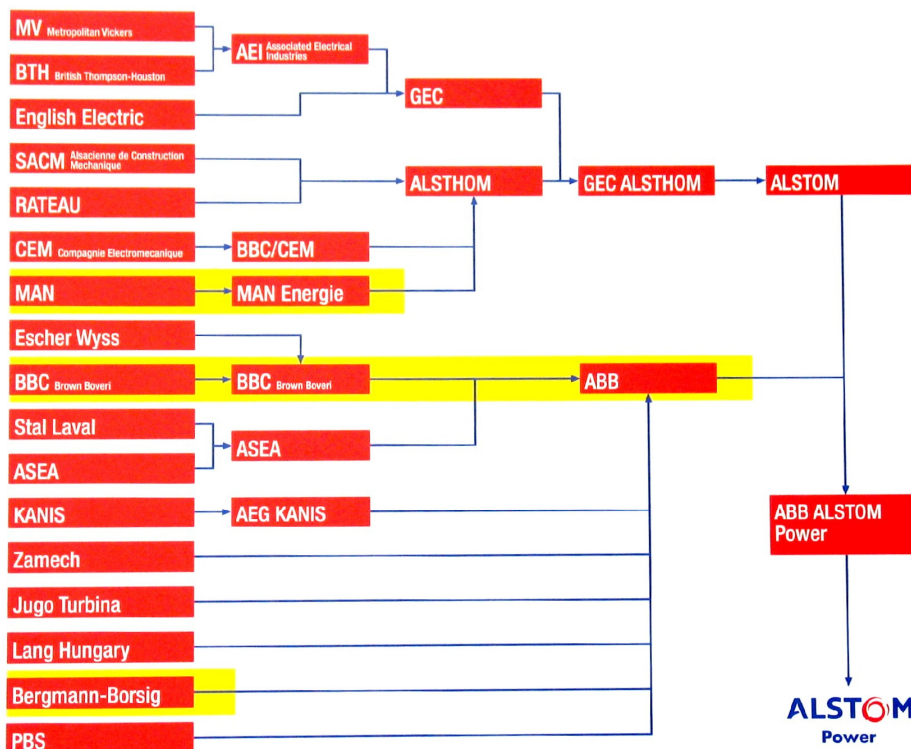 MV Metropolitan Vickers
BTH British Thompson-Houston
AEI Associated Electrical
Industries
English Electric
GEC
SACM Alsacienne de Construction
Mechanique
RATEAU
ALSTHOM
GEC ALSTHOM
ALSTOM
CEM Compagnie Electromecanique
BBC/CEM
MAN
MAN Energie
Escher Wyss
BBC Brown Boveri
BBC Brown Boveri
ABB
Stal Laval
ASEA
ASEA
KANIS
AEG KANIS
ABB ALSTOM
Power
Zamech
Jugo Turbina
Lang Hungary
Bergmann-Borsig
PBS
ALSTOM
Power